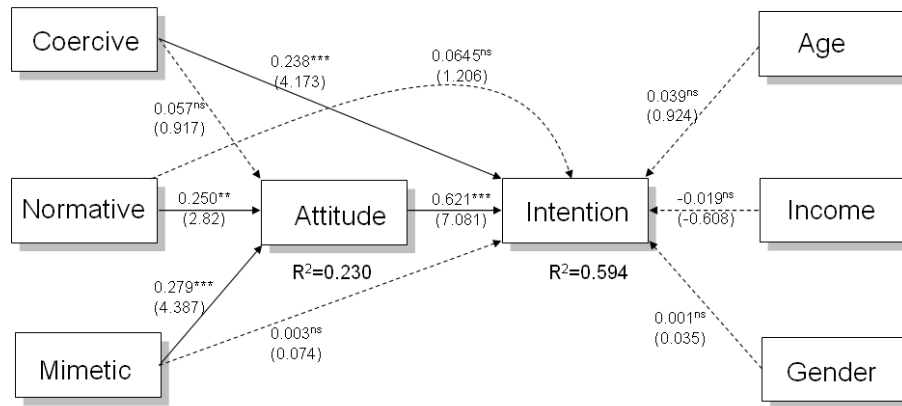 Coercive
Age
0.238***
(4.173)
0.0645ns
(1.206)
0.039ns
(0.924)
0.057ns
(0.917)
Normative
0.250**
(2.82)
Attitude
0.621***
(7.081)
Intention
-0.019ns
(-0.608)
Income
R²=0.230
R²=0.594
0.279***
(4.387)
0.003ns
(0.074)
0.001ns
(0.035)
Mimetic
Gender